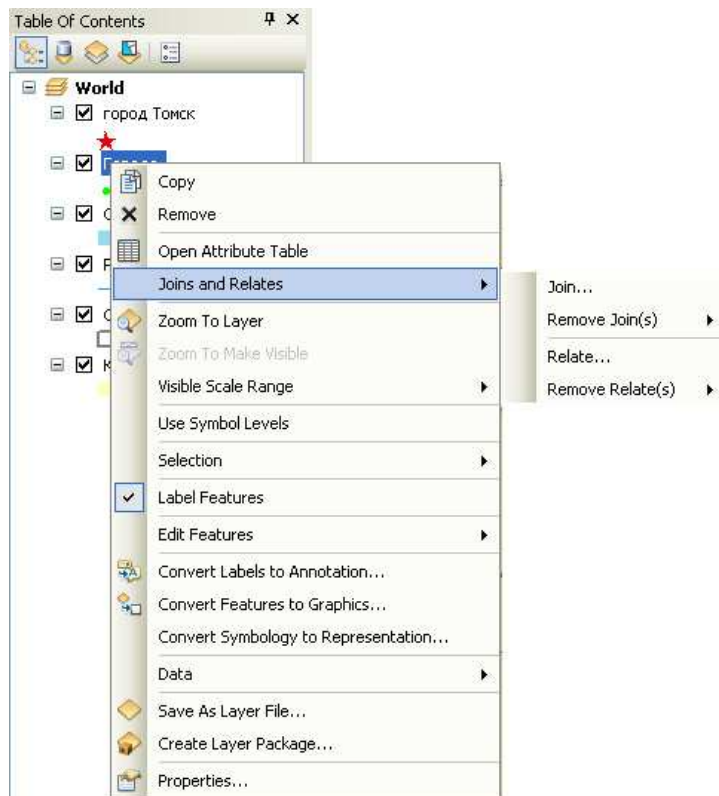 Table Of Contents
World
город Томск
Copy
Remove
Open Attribute Table
Joins and Relates
Join...
Remove Join(s)
Relate...
Remove Relate(s)
Zoom To Layer
Zoom To Make Visible
Visible Scale Range
Use Symbol Levels
Selection
Label Features
Edit Features
Convert Labels to Annotation...
Convert Features to Graphics...
Convert Symbology to Representation...
Data
Save As Layer File...
Create Layer Package...
Properties...